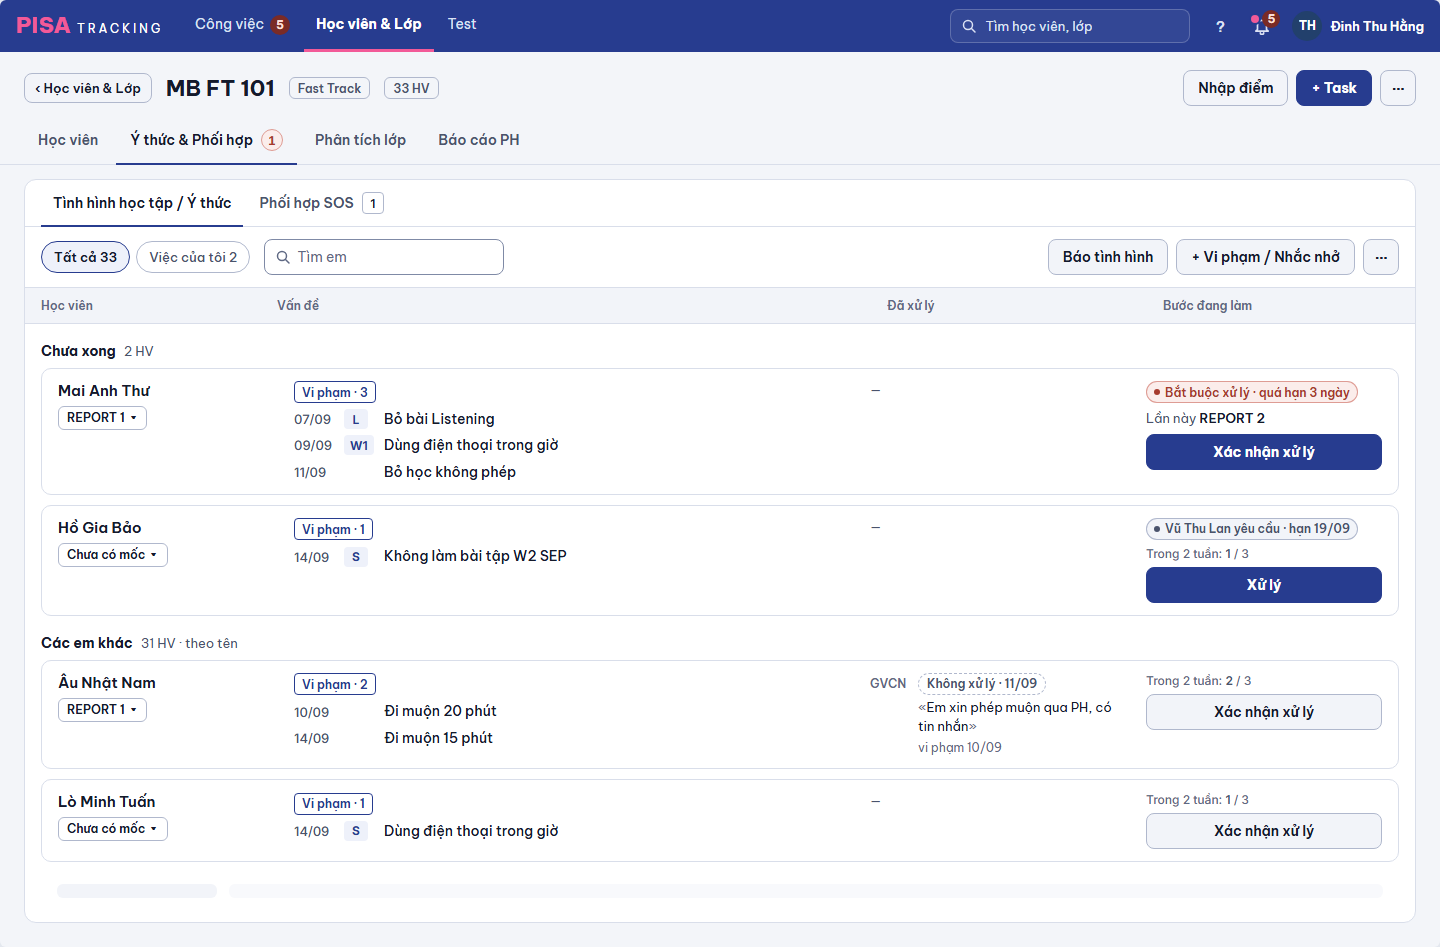 PISA TRACKING
Công việc 5
Học viên & Lớp
Test
Tìm học viên, lớp
?
5
TH
Đinh Thu Hằng
‹ Học viên & Lớp
MB FT 101
Fast Track
33 HV
Nhập điểm
+ Task
...
Học viên
Ý thức & Phối hợp 1
Phân tích lớp
Báo cáo PH
Tình hình học tập / Ý thức
Phối hợp SOS 1
Tất cả 33
Việc của tôi 2
Tìm em
Báo tình hình
+ Vi phạm / Nhắc nhở
...
Học viên
Vấn đề
Đã xử lý
Bước đang làm
Chưa xong 2 HV
Mai Anh Thư
REPORT 1
Vi phạm · 3
07/09 L Bỏ bài Listening
09/09 W1 Dùng điện thoại trong giờ
11/09 Bỏ học không phép
—
Bắt buộc xử lý · quá hạn 3 ngày
Lần này REPORT 2
Xác nhận xử lý
Hồ Gia Bảo
Chưa có mốc
Vi phạm · 1
14/09 S Không làm bài tập W2 SEP
—
Vũ Thu Lan yêu cầu · hạn 19/09
Trong 2 tuần: 1 / 3
Xử lý
Các em khác 31 HV · theo tên
Âu Nhật Nam
REPORT 1
Vi phạm · 2
10/09 Đi muộn 20 phút
14/09 Đi muộn 15 phút
GVCN Không xử lý · 11/09
«Em xin phép muộn qua PH, có
tin nhắn»
vi phạm 10/09
Trong 2 tuần: 2 / 3
Xác nhận xử lý
Lò Minh Tuấn
Chưa có mốc
Vi phạm · 1
14/09 S Dùng điện thoại trong giờ
—
Trong 2 tuần: 1 / 3
Xác nhận xử lý